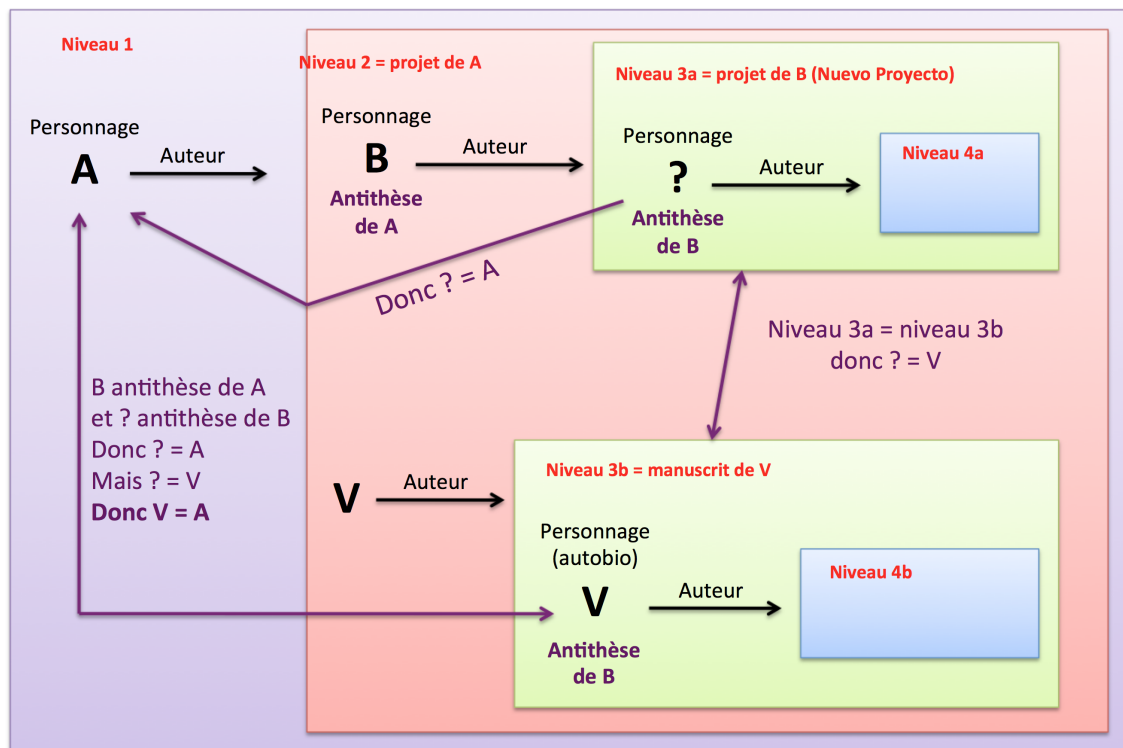 Niveau 1
Niveau 2 = projet de A
Niveau 3a = projet de B (Nuevo Proyecto)
Personnage
A
Auteur
Personnage
B
Antithèse
de A
Auteur
Personnage
?
Antithèse
de B
Auteur
Niveau 4a
Donc ? = A
Niveau 3a = niveau 3b
donc ? = V
B antithèse de A
et ? antithèse de B
Donc ? = A
Mais ? = V
Donc V = A
V
Auteur
Niveau 3b = manuscrit de V
Personnage
(autobio)
V
Antithèse
de B
Auteur
Niveau 4b